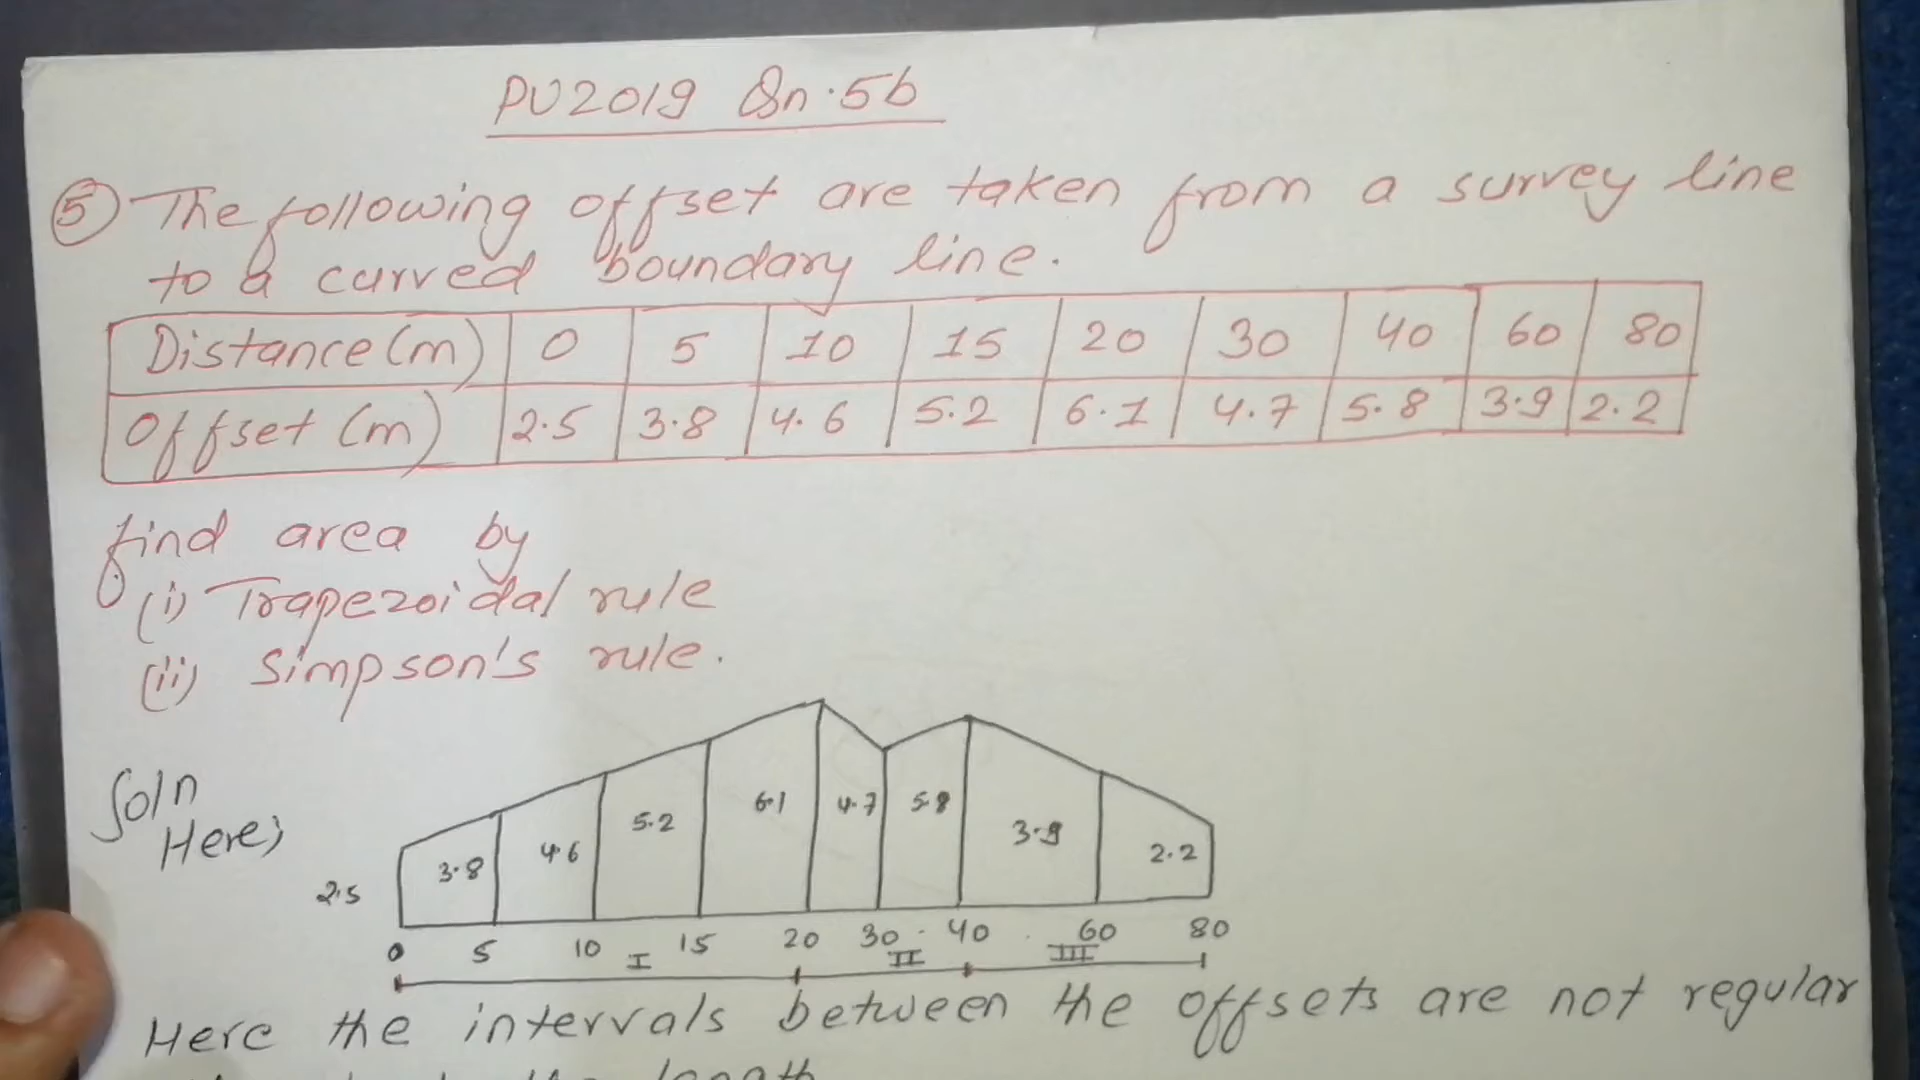 PU2019 Qn.5b
5 The following offset are taken from a survey line
to a curved boundary line.
Distance (m) 0 5 10 15 20 30 40 60 80
Offset (m) 2.5 3.8 4.6 5.2 6.1 4.7 5.8 3.9 2.2
find area by
(i) Trapezoidal rule
(ii) Simpson's rule.
Soln
Here;
2.5 3.8 4.6 5.2 6.1 4.7 5.8 3.9 2.2
0 5 10 15 20 30 40 60 80
I II III
Here the intervals between the offsets are not regular
length